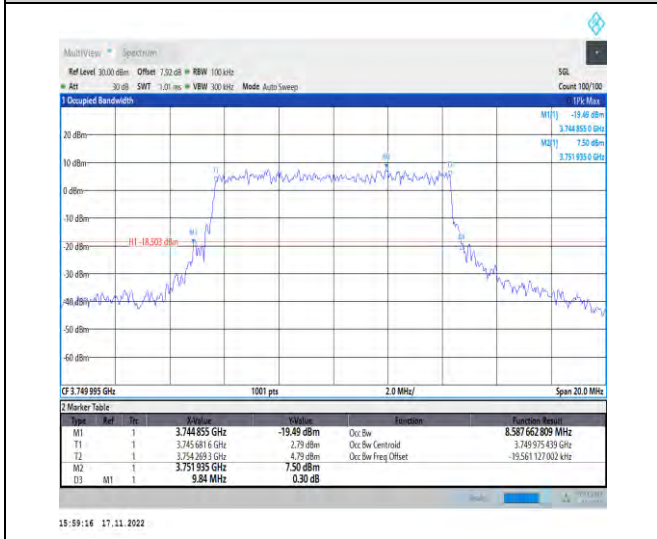 MultiView Spectrum
Ref Level 30.00 dBm Offset 7.92 dB RBW 100 kHz SGL
Att 30 dB SWT 1.01 ms VBW 300 kHz Mode Auto Sweep Count 100/100
1 Occupied Bandwidth 1Pk Max
M1[1] -19.49 dBm
3.744 855 0 GHz
M2[1] 7.50 dBm
3.751 935 0 GHz
20 dBm
10 dBm
M2
T1
0 dBm
-10 dBm
M1
H1 -18.503 dBm
-20 dBm
-30 dBm
-40 dBm
-50 dBm
-60 dBm
CF 3.749 995 GHz 1001 pts 2.0 MHz/ Span 20.0 MHz
2 Marker Table
Type Ref Trc X-Value Y-Value Function Function Result
M1 1 3.744 855 GHz -19.49 dBm Occ Bw 8.587 662 809 MHz
T1 1 3.745 681 6 GHz 2.79 dBm Occ Bw Centroid 3.749 975 439 GHz
T2 1 3.754 269 3 GHz 4.79 dBm Occ Bw Freq Offset -19.561 127 002 kHz
M2 1 3.751 935 GHz 7.50 dBm
D3 M1 1 9.84 MHz 0.30 dB
15:59:16 17.11.2022